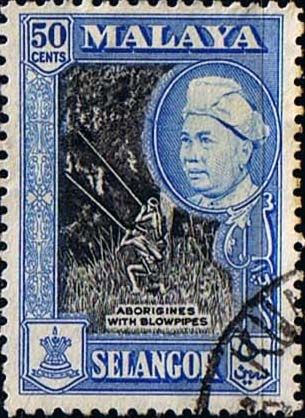 50
CENTS
MALAYA
ABORIGINES
WITH BLOWPIPES
SELANGOR